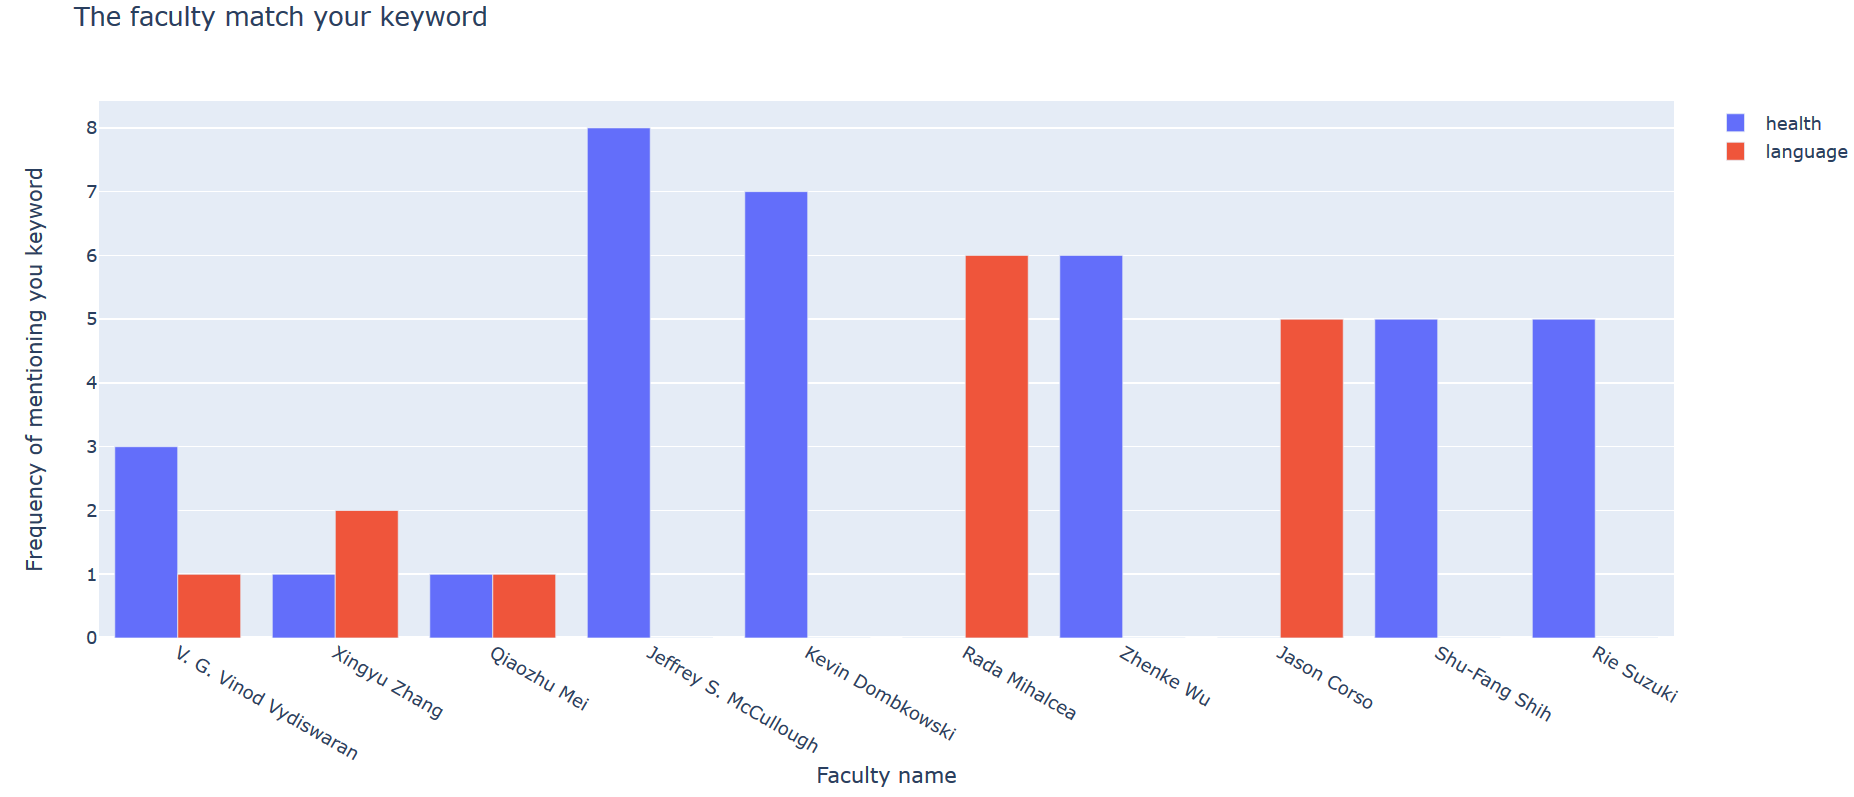 The faculty match your keyword
health
language
Frequency of mentioning you keyword
8
7
6
5
4
3
2
1
0
V. G. Vinod Vydiswaran
Xingyu Zhang
Qiaozhu Mei
Jeffrey S. McCullough
Kevin Dombkowski
Rada Mihalcea
Zhenke Wu
Jason Corso
Shu-Fang Shih
Rie Suzuki
Faculty name